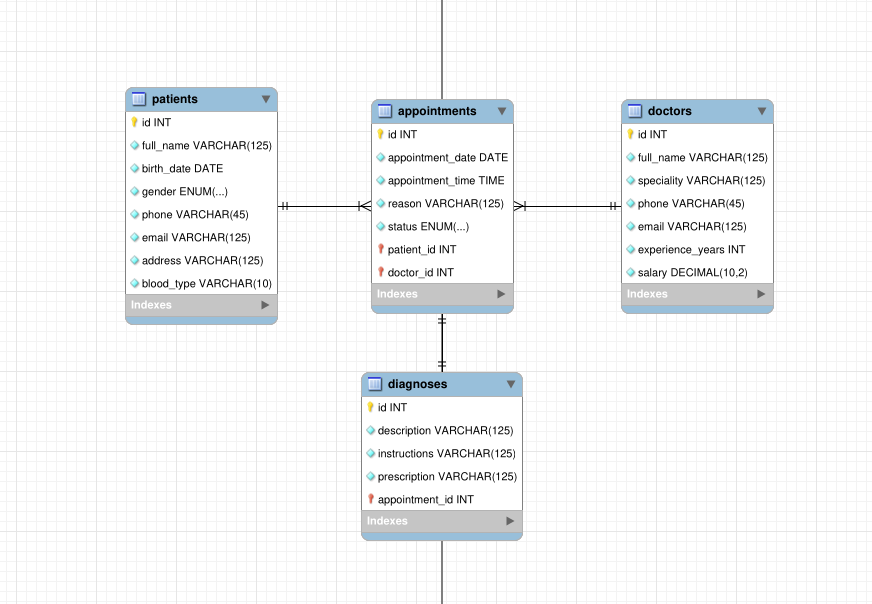 patients
id INT
full_name VARCHAR(125)
birth_date DATE
gender ENUM(...)
phone VARCHAR(45)
email VARCHAR(125)
address VARCHAR(125)
blood_type VARCHAR(10)
Indexes
appointments
id INT
appointment_date DATE
appointment_time TIME
reason VARCHAR(125)
status ENUM(...)
patient_id INT
doctor_id INT
Indexes
doctors
id INT
full_name VARCHAR(125)
speciality VARCHAR(125)
phone VARCHAR(45)
email VARCHAR(125)
experience_years INT
salary DECIMAL(10,2)
Indexes
diagnoses
id INT
description VARCHAR(125)
instructions VARCHAR(125)
prescription VARCHAR(125)
appointment_id INT
Indexes